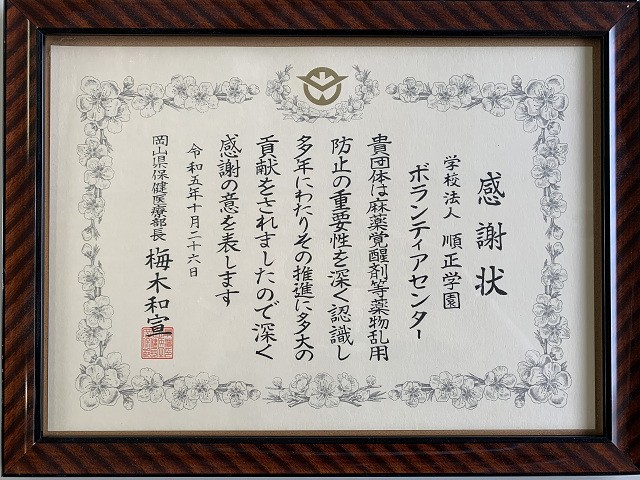 感謝状
学校法人 順正学園
ボランティアセンター
貴団体は麻薬覚醒剤等薬物乱用
防止の重要性を深く認識し
多年にわたりその推進に多大の
貢献をされましたので深く
感謝の意を表します
令和五年十月二十六日
岡山県保健医療部長 梅木和宣